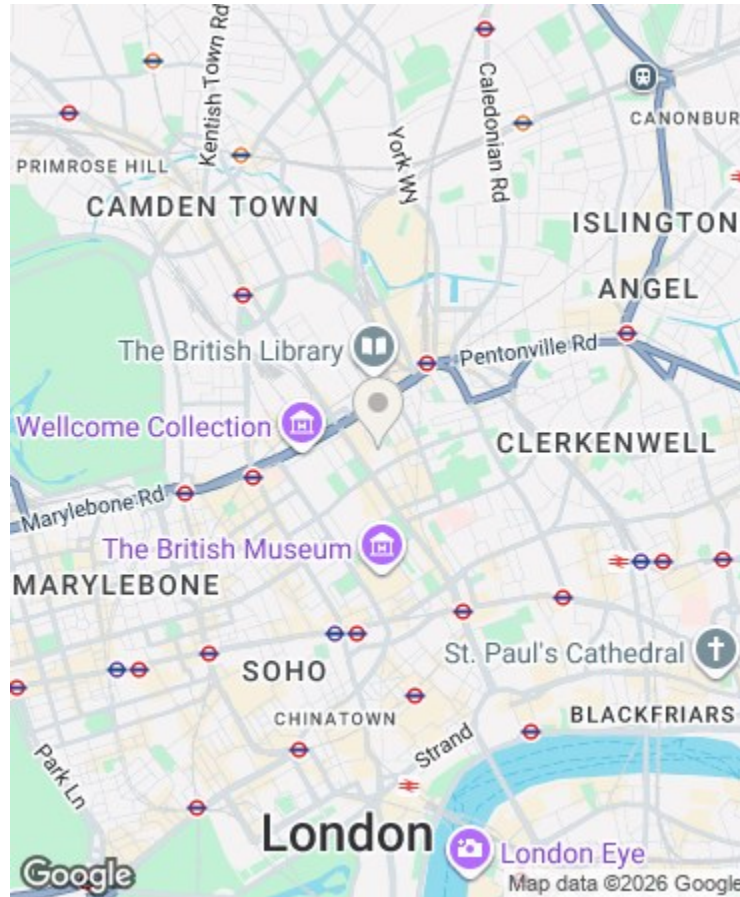 Kentish Town Rd
Caledonian Rd
York Wy
CANONBUR
PRIMROSE HILL
CAMDEN TOWN
ISLINGTON
ANGEL
The British Library
Pentonville Rd
Wellcome Collection
CLERKENWELL
Marylebone Rd
The British Museum
MARYLEBONE
St. Paul's Cathedral
SOHO
CHINATOWN
BLACKFRIARS
Strand
Park Ln
London
London Eye
Google
Map data ©2026 Google